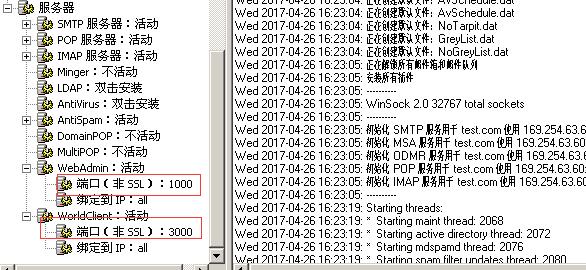 服务器
SMTP 服务器：活动
POP 服务器：活动
IMAP 服务器：活动
Minger：不活动
LDAP：双击安装
AntiVirus：双击安装
AntiSpam：活动
DomainPOP：不活动
MultiPOP：不活动
WebAdmin：活动
端口（非 SSL）：1000
绑定到 IP：all
WorldClient：活动
端口（非 SSL）：3000
绑定到 IP：all
Wed 2017-04-26 16:23:04: 正在创建默认文件：AvSchedule.dat
Wed 2017-04-26 16:23:04: 正在创建默认文件：AvSchedule.dat
Wed 2017-04-26 16:23:04: 正在创建默认文件：NoTarpit.dat
Wed 2017-04-26 16:23:04: 正在创建默认文件：GreyList.dat
Wed 2017-04-26 16:23:04: 正在创建默认文件：NoGreyList.dat
Wed 2017-04-26 16:23:05: 正在解锁所有邮件箱和邮件队列
Wed 2017-04-26 16:23:05: 安装所有插件
Wed 2017-04-26 16:23:05: ----------
Wed 2017-04-26 16:23:05: WinSock 2.0 32767 total sockets
Wed 2017-04-26 16:23:05: ----------
Wed 2017-04-26 16:23:05: 初始化 SMTP 服务用于 test.com 使用 169.254.63.6
Wed 2017-04-26 16:23:05: 初始化 MSA 服务用于 test.com 使用 169.254.63.60:
Wed 2017-04-26 16:23:05: 初始化 ODMR 服务用于 test.com 使用 169.254.63.6
Wed 2017-04-26 16:23:05: 初始化 POP 服务用于 test.com 使用 169.254.63.60:
Wed 2017-04-26 16:23:05: 初始化 IMAP 服务用于 test.com 使用 169.254.63.60
Wed 2017-04-26 16:23:05: ----------
Wed 2017-04-26 16:23:19: Starting threads:
Wed 2017-04-26 16:23:19: * Starting maint thread: 2068
Wed 2017-04-26 16:23:19: * Starting active directory thread: 2072
Wed 2017-04-26 16:23:19: * Starting mdspamd thread: 2076
Wed 2017-04-26 16:23:19: * Starting spam filter updates thread: 2080